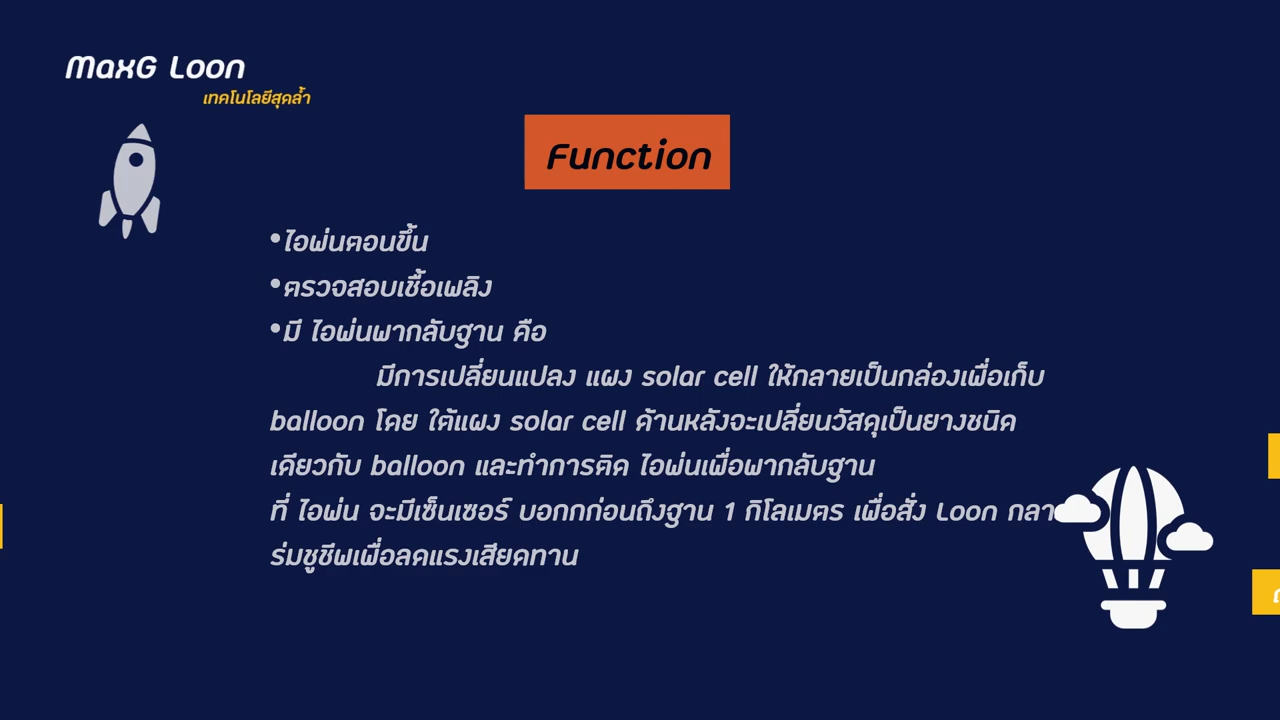 MaxG Loon
เทคโนโลยีสุดล้ำ
Function
•ไอพ่นตอนขึ้น
•ตรวจสอบเชื้อเพลิง
•มี ไอพ่นพากลับฐาน คือ
มีการเปลี่ยนแปลง แผง solar cell ให้กลายเป็นกล่องเพื่อเก็บ
balloon โดย ใต้แผง solar cell ด้านหลังจะเปลี่ยนวัสดุเป็นยางชนิด
เดียวกับ balloon และทำการติด ไอพ่นเพื่อพากลับฐาน
ที่ ไอพ่น จะมีเซ็นเซอร์ บอกกก่อนถึงฐาน 1 กิโลเมตร เพื่อสั่ง Loon
ร่มชูชีพเพื่อลดแรงเสียดทาน